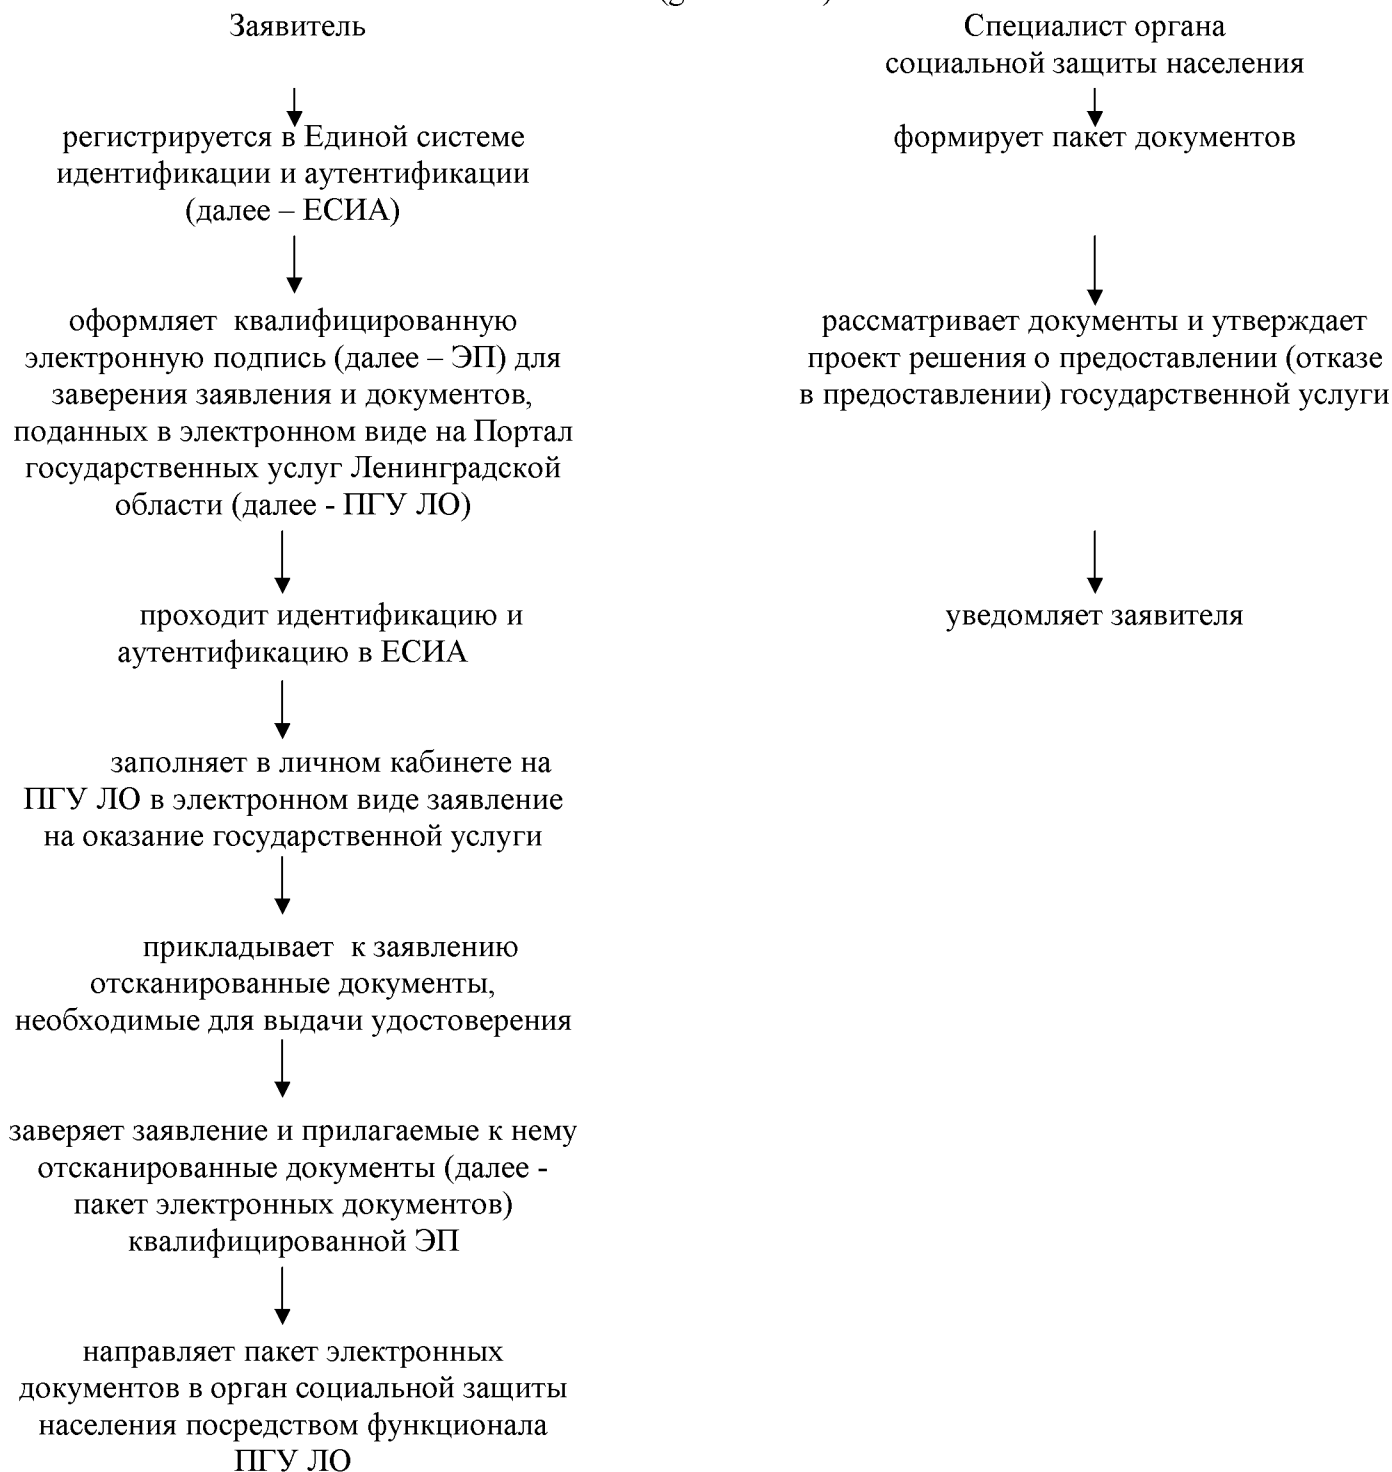 Заявитель
регистрируется в Единой системе
идентификации и аутентификации
(далее – ЕСИА)
оформляет  квалифицированную
электронную подпись (далее – ЭП) для
заверения заявления и документов,
поданных в электронном виде на Портал
государственных услуг Ленинградской
области (далее - ПГУ ЛО)
проходит идентификацию и
аутентификацию в ЕСИА
заполняет в личном кабинете на
ПГУ ЛО в электронном виде заявление
на оказание государственной услуги
прикладывает  к заявлению
отсканированные документы,
необходимые для выдачи удостоверения
заверяет заявление и прилагаемые к нему
отсканированные документы (далее -
пакет электронных документов)
квалифицированной ЭП
направляет пакет электронных
документов в орган социальной защиты
населения посредством функционала
ПГУ ЛО
Специалист органа
социальной защиты населения
формирует пакет документов
рассматривает документы и утверждает
проект решения о предоставлении (отказе
в предоставлении) государственной услуги
уведомляет заявителя